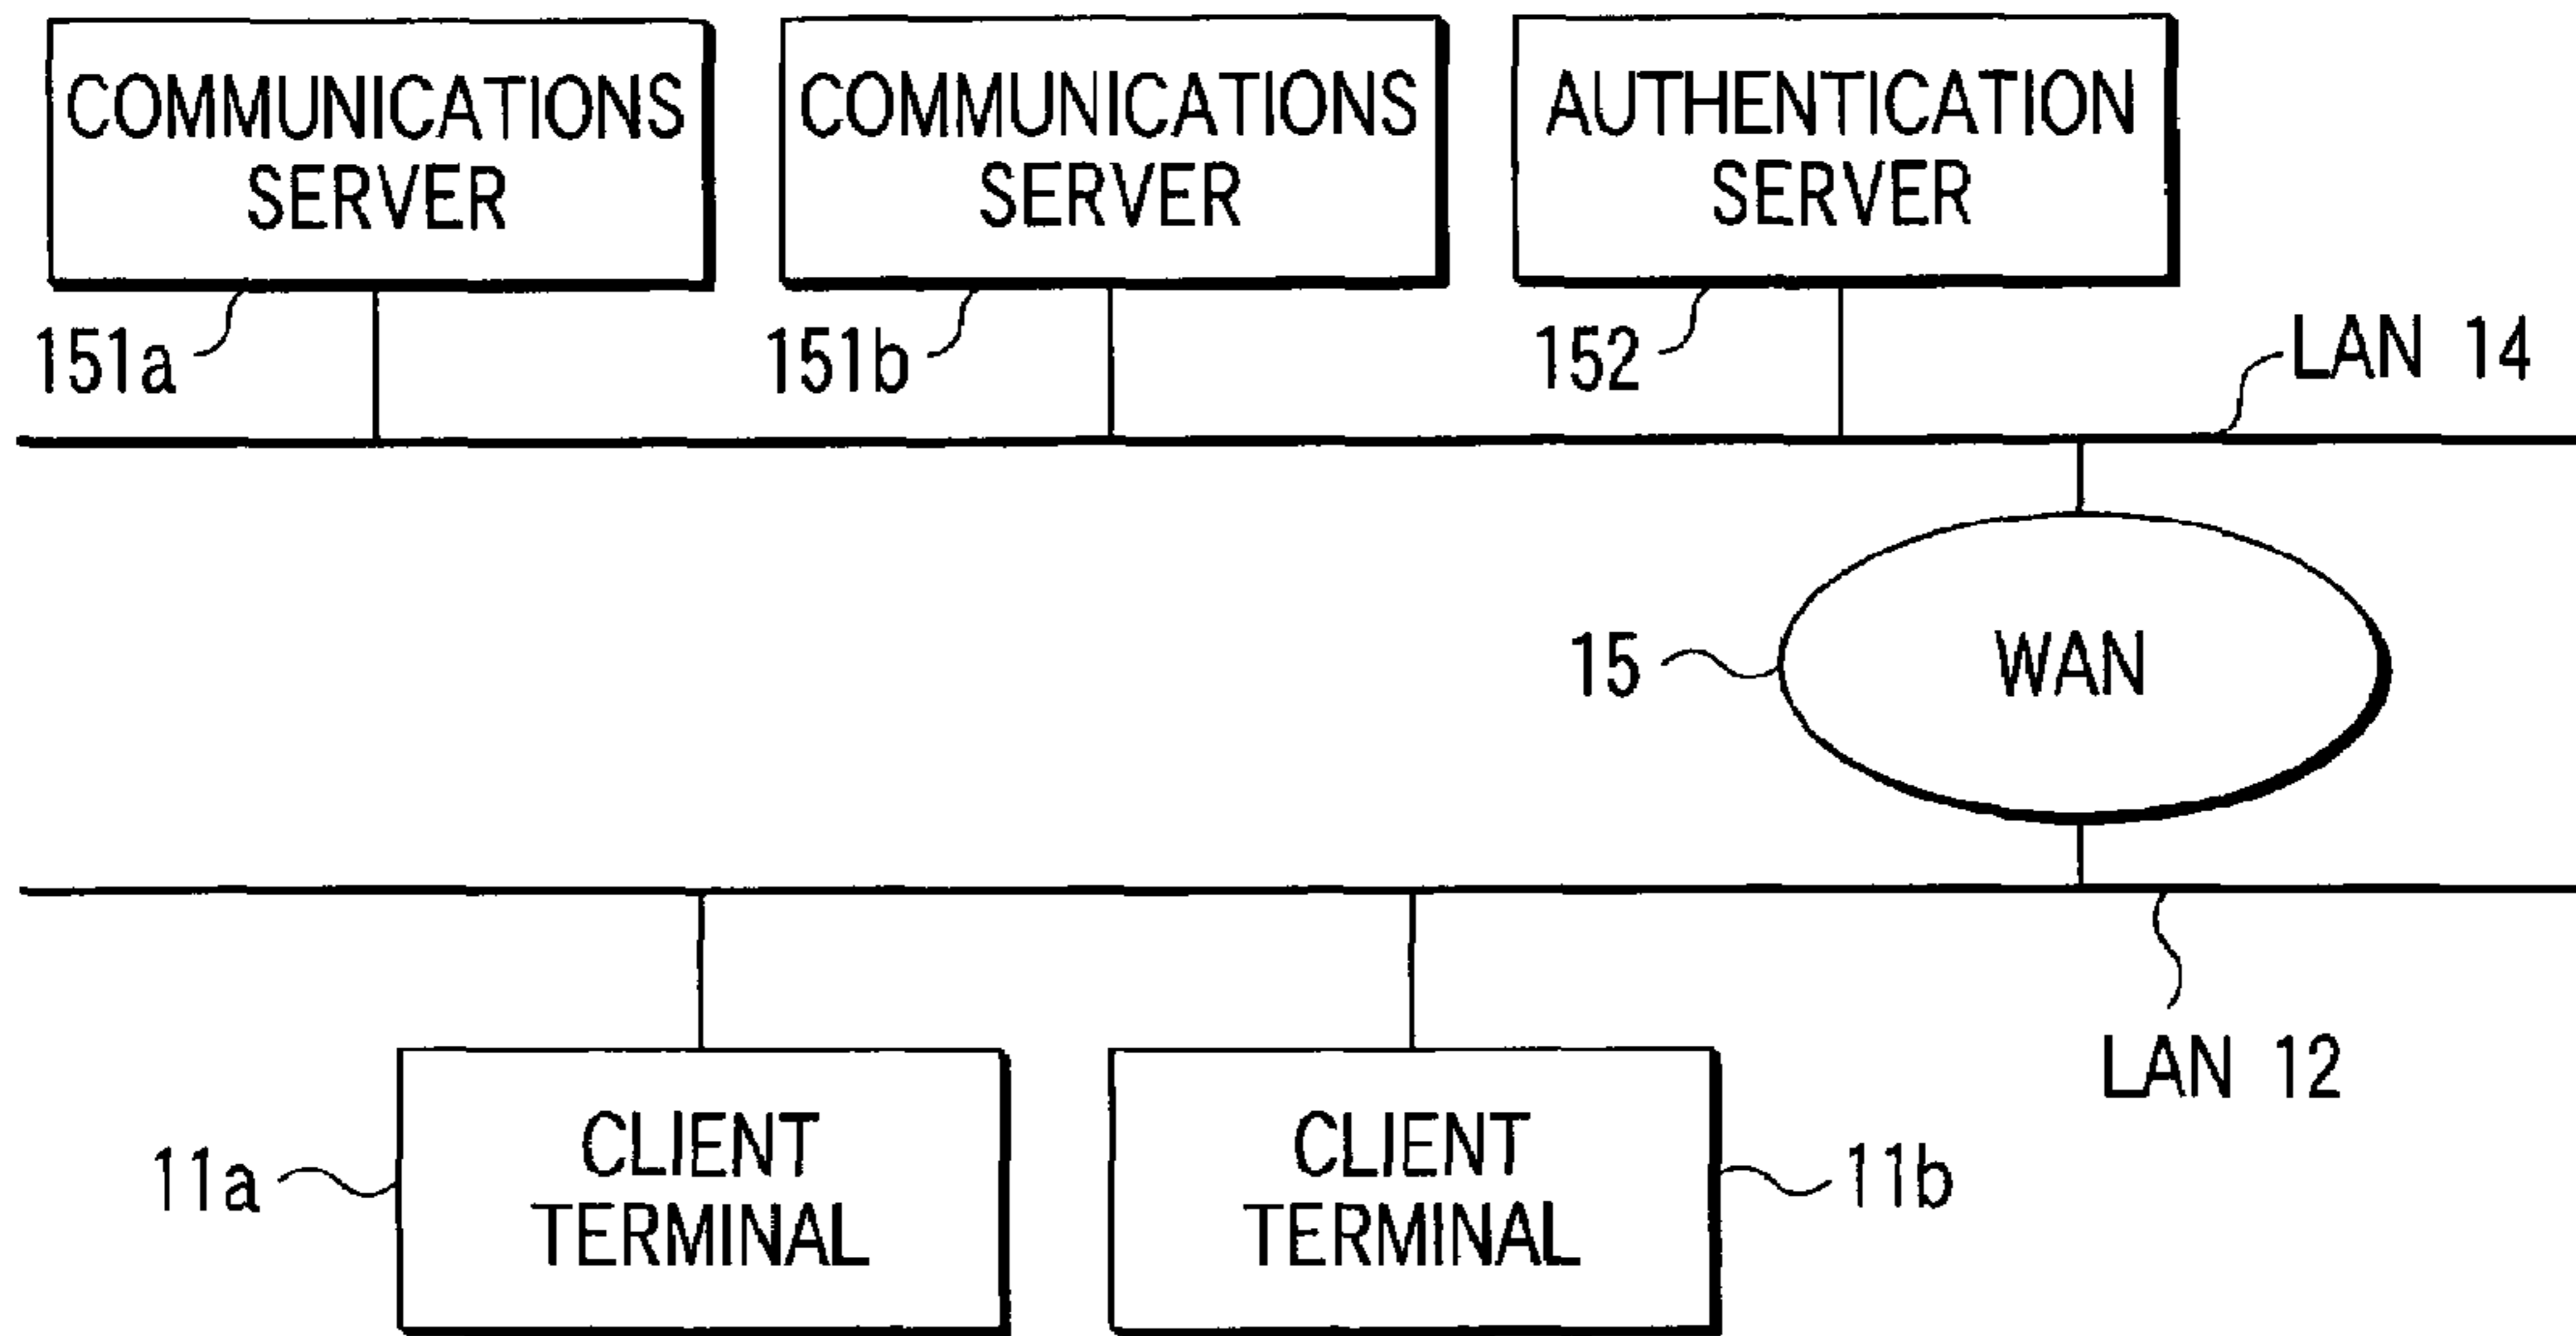 COMMUNICATIONS
SERVER
COMMUNICATIONS
SERVER
AUTHENTICATION
SERVER
151a
151b
152
LAN 14
15
WAN
LAN 12
11a
CLIENT
TERMINAL
CLIENT
TERMINAL
11b